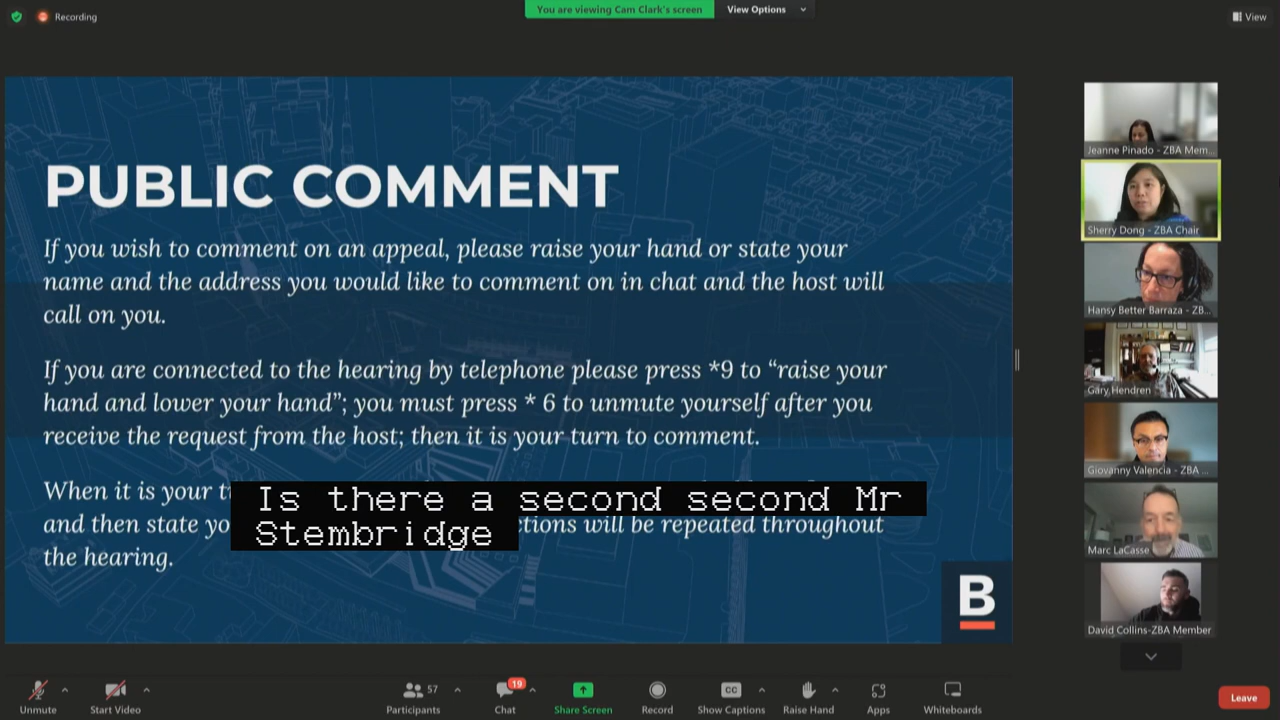 You are viewing Cam Clark's screen
View Options
Recording
View
PUBLIC COMMENT
If you wish to comment on an appeal, please raise your hand or state your
name and the address you would like to comment on in chat and the host will
call on you.
If you are connected to the hearing by telephone please press *9 to “raise your
hand and lower your hand”; you must press * 6 to unmute yourself after you
receive the request from the host; then it is your turn to comment.
When it is your
and then state ctions will be repeated throughout
the hearing.
Is there a second second Mr
Stembridge
B
Jeanne Pinado - ZBA Mem...
Sherry Dong - ZBA Chair
Hansy Better Barraza - ZB...
Gary Hendren
Giovanny Valencia - ZBA ...
Marc LaCasse
David Collins-ZBA Member
Unmute
Start Video
57
Participants
19
Chat
Share Screen
Record
CC
Show Captions
Raise Hand
Apps
Whiteboards
Leave